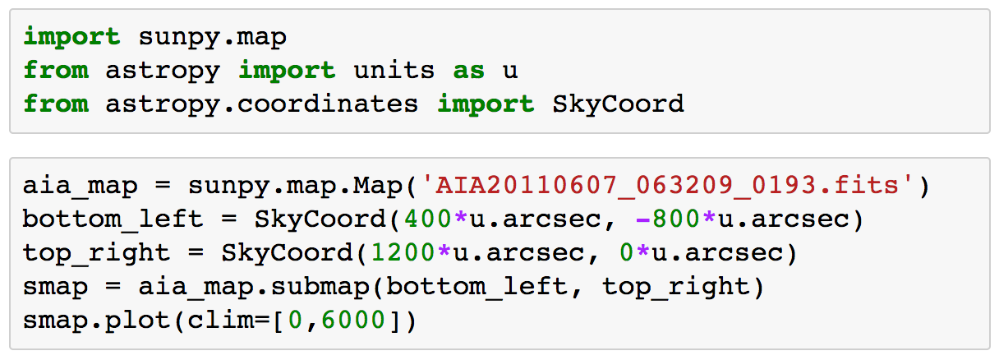 import sunpy.map
from astropy import units as u
from astropy.coordinates import SkyCoord
aia_map = sunpy.map.Map('AIA20110607_063209_0193.fits')
bottom_left = SkyCoord(400*u.arcsec, -800*u.arcsec)
top_right = SkyCoord(1200*u.arcsec, 0*u.arcsec)
smap = aia_map.submap(bottom_left, top_right)
smap.plot(clim=[0,6000])